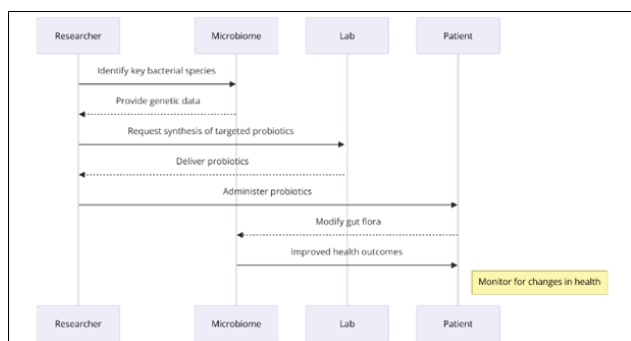 Researcher Microbiome Lab Patient
Identify key bacterial species
Provide genetic data
Request synthesis of targeted probiotics
Deliver probiotics
Administer probiotics
Modify gut flora
Improved health outcomes
Monitor for changes in health
Researcher Microbiome Lab Patient